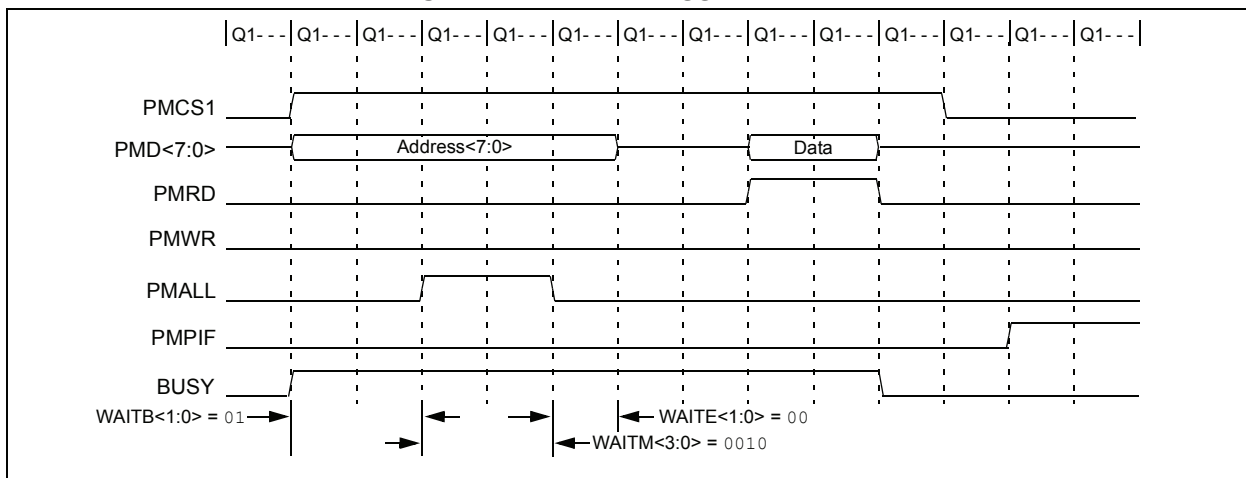 Q1- - - Q1- - - Q1- - - Q1- - - Q1- - - Q1- - - Q1- - - Q1- - - Q1- - - Q1- - - Q1- - - Q1- - - Q1- - - Q1- - -
PMCS1
PMD<7:0> Address<7:0> Data
PMRD
PMWR
PMALL
PMPIF
BUSY
WAITB<1:0> = 01 WAITE<1:0> = 00
WAITM<3:0> = 0010